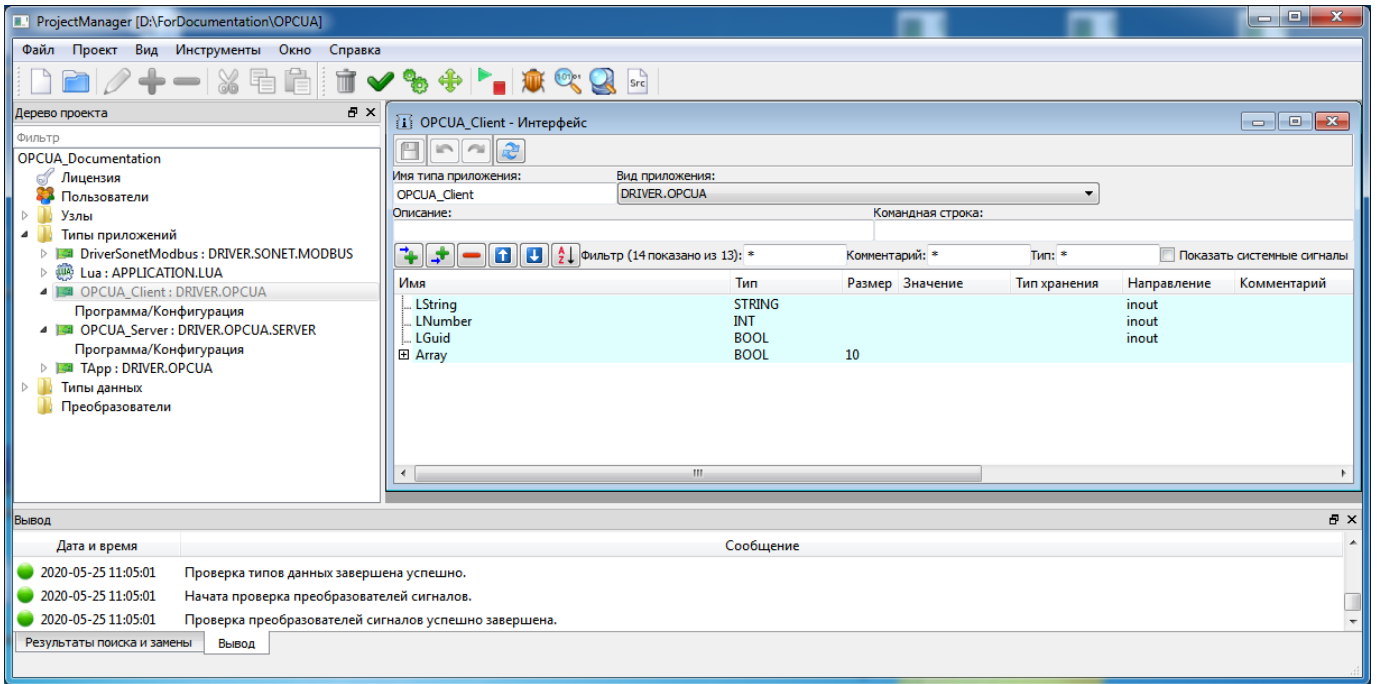 ProjectManager [D:\ForDocumentation\OPCUA]
Файл Проект Вид Инструменты Окно Справка
Src
Дерево проекта
Фильтр
OPCUA_Documentation
Лицензия
Пользователи
Узлы
Типы приложений
DriverSonetModbus : DRIVER.SONET.MODBUS
Lua : APPLICATION.LUA
OPCUA_Client : DRIVER.OPCUA
Программа/Конфигурация
OPCUA_Server : DRIVER.OPCUA.SERVER
Программа/Конфигурация
TApp : DRIVER.OPCUA
Типы данных
Преобразователи
OPCUA_Client - Интерфейс
Имя типа приложения: Вид приложения:
OPCUA_Client DRIVER.OPCUA
Описание: Командная строка:
Фильтр (14 показано из 13): * Комментарий: * Тип: * Показать системные сигналы
Имя Тип Размер Значение Тип хранения Направление Комментарий
LString STRING inout
LNumber INT inout
LGuid BOOL inout
Array BOOL 10
Вывод
Дата и время Сообщение
2020-05-25 11:05:01 Проверка типов данных завершена успешно.
2020-05-25 11:05:01 Начата проверка преобразователей сигналов.
2020-05-25 11:05:01 Проверка преобразователей сигналов успешно завершена.
Результаты поиска и замены Вывод